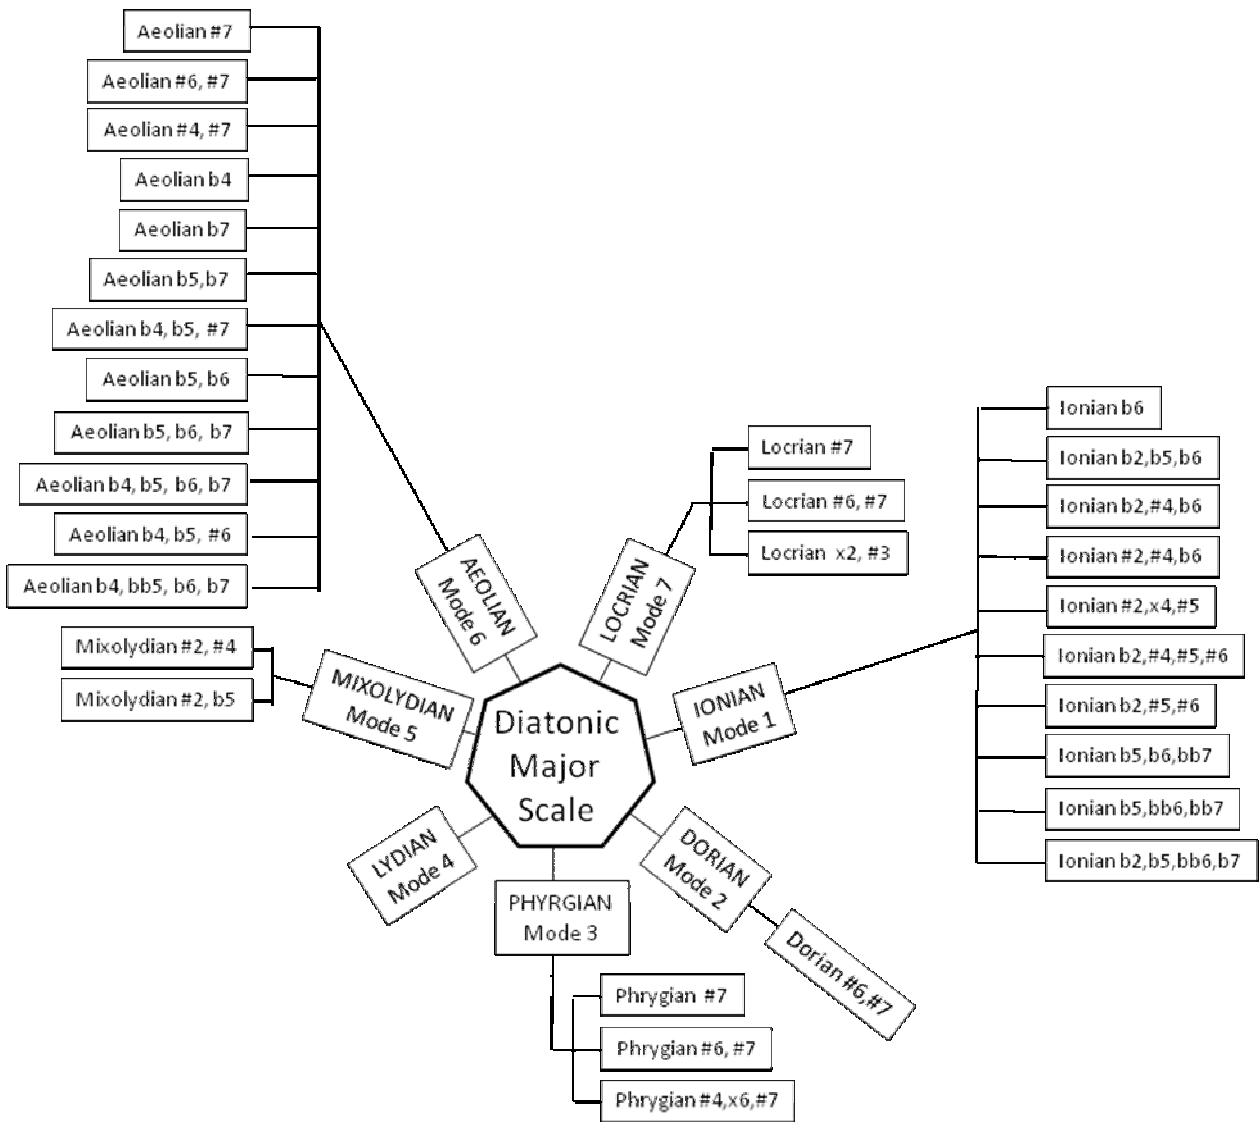 Aeolian #7
Aeolian #6, #7
Aeolian #4, #7
Aeolian b4
Aeolian b7
Aeolian b5,b7
Aeolian b4, b5, #7
Aeolian b5, b6
Aeolian b5, b6, b7
Aeolian b4, b5, b6, b7
Aeolian b4, b5, #6
Aeolian b4, bb5, b6, b7
Mixolydian #2, #4
Mixolydian #2, b5
AEOLIAN
Mode 6
MIXOLYDIAN
Mode 5
LOCRIAN
Mode 7
Locrian #7
Locrian #6, #7
Locrian x2, #3
IONIAN
Mode 1
Ionian b6
Ionian b2,b5,b6
Ionian b2,#4,b6
Ionian #2,#4,b6
Ionian #2,x4,#5
Ionian b2,#4,#5,#6
Ionian b2,#5,#6
Ionian b5,b6,bb7
Ionian b5,bb6,bb7
Ionian b2,b5,bb6,b7
Diatonic
Major
Scale
LYDIAN
Mode 4
PHYRGIAN
Mode 3
DORIAN
Mode 2
Dorian #6,#7
Phrygian #7
Phrygian #6, #7
Phrygian #4,x6,#7